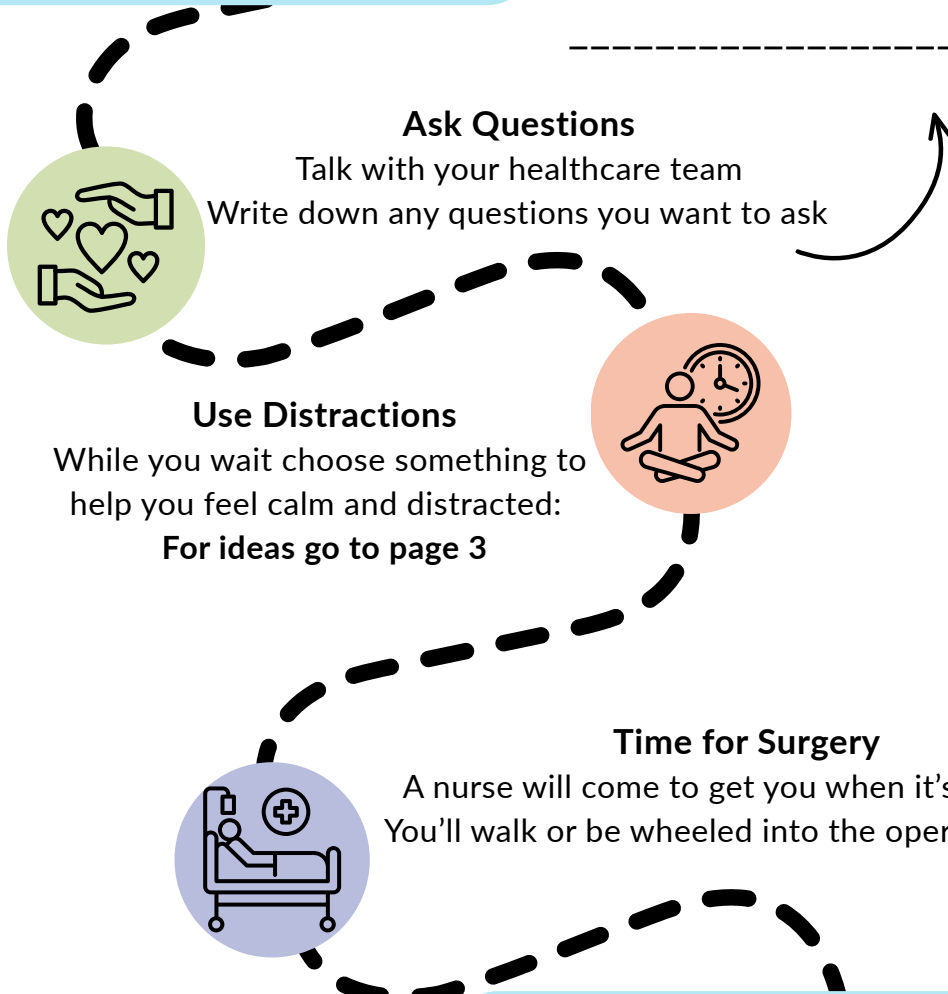 Ask Questions
Talk with your healthcare team
Write down any questions you want to ask
Use Distractions
While you wait choose something to
help you feel calm and distracted:
For ideas go to page 3
Time for Surgery
A nurse will come to get you when it's
You'll walk or be wheeled into the